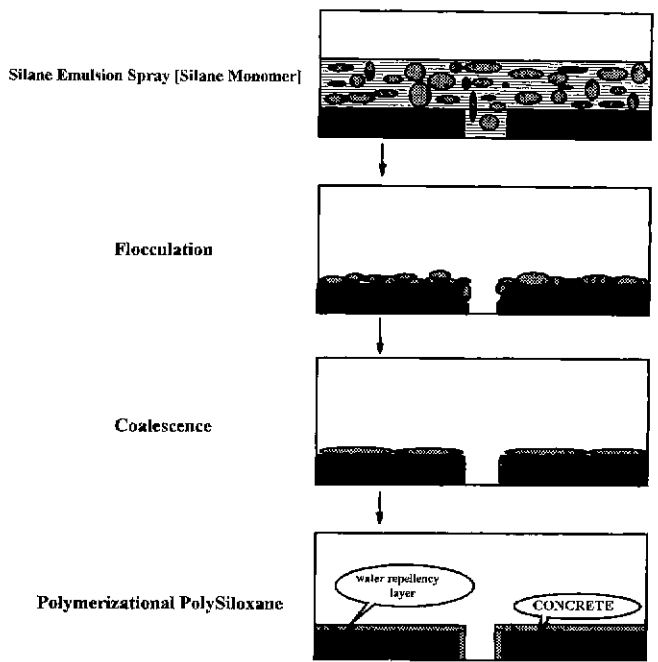 Silane Emulsion Spray [Silane Monomer]
Flocculation
Coalescence
Polymerizational PolySiloxane
water repellency
layer
CONCRETE